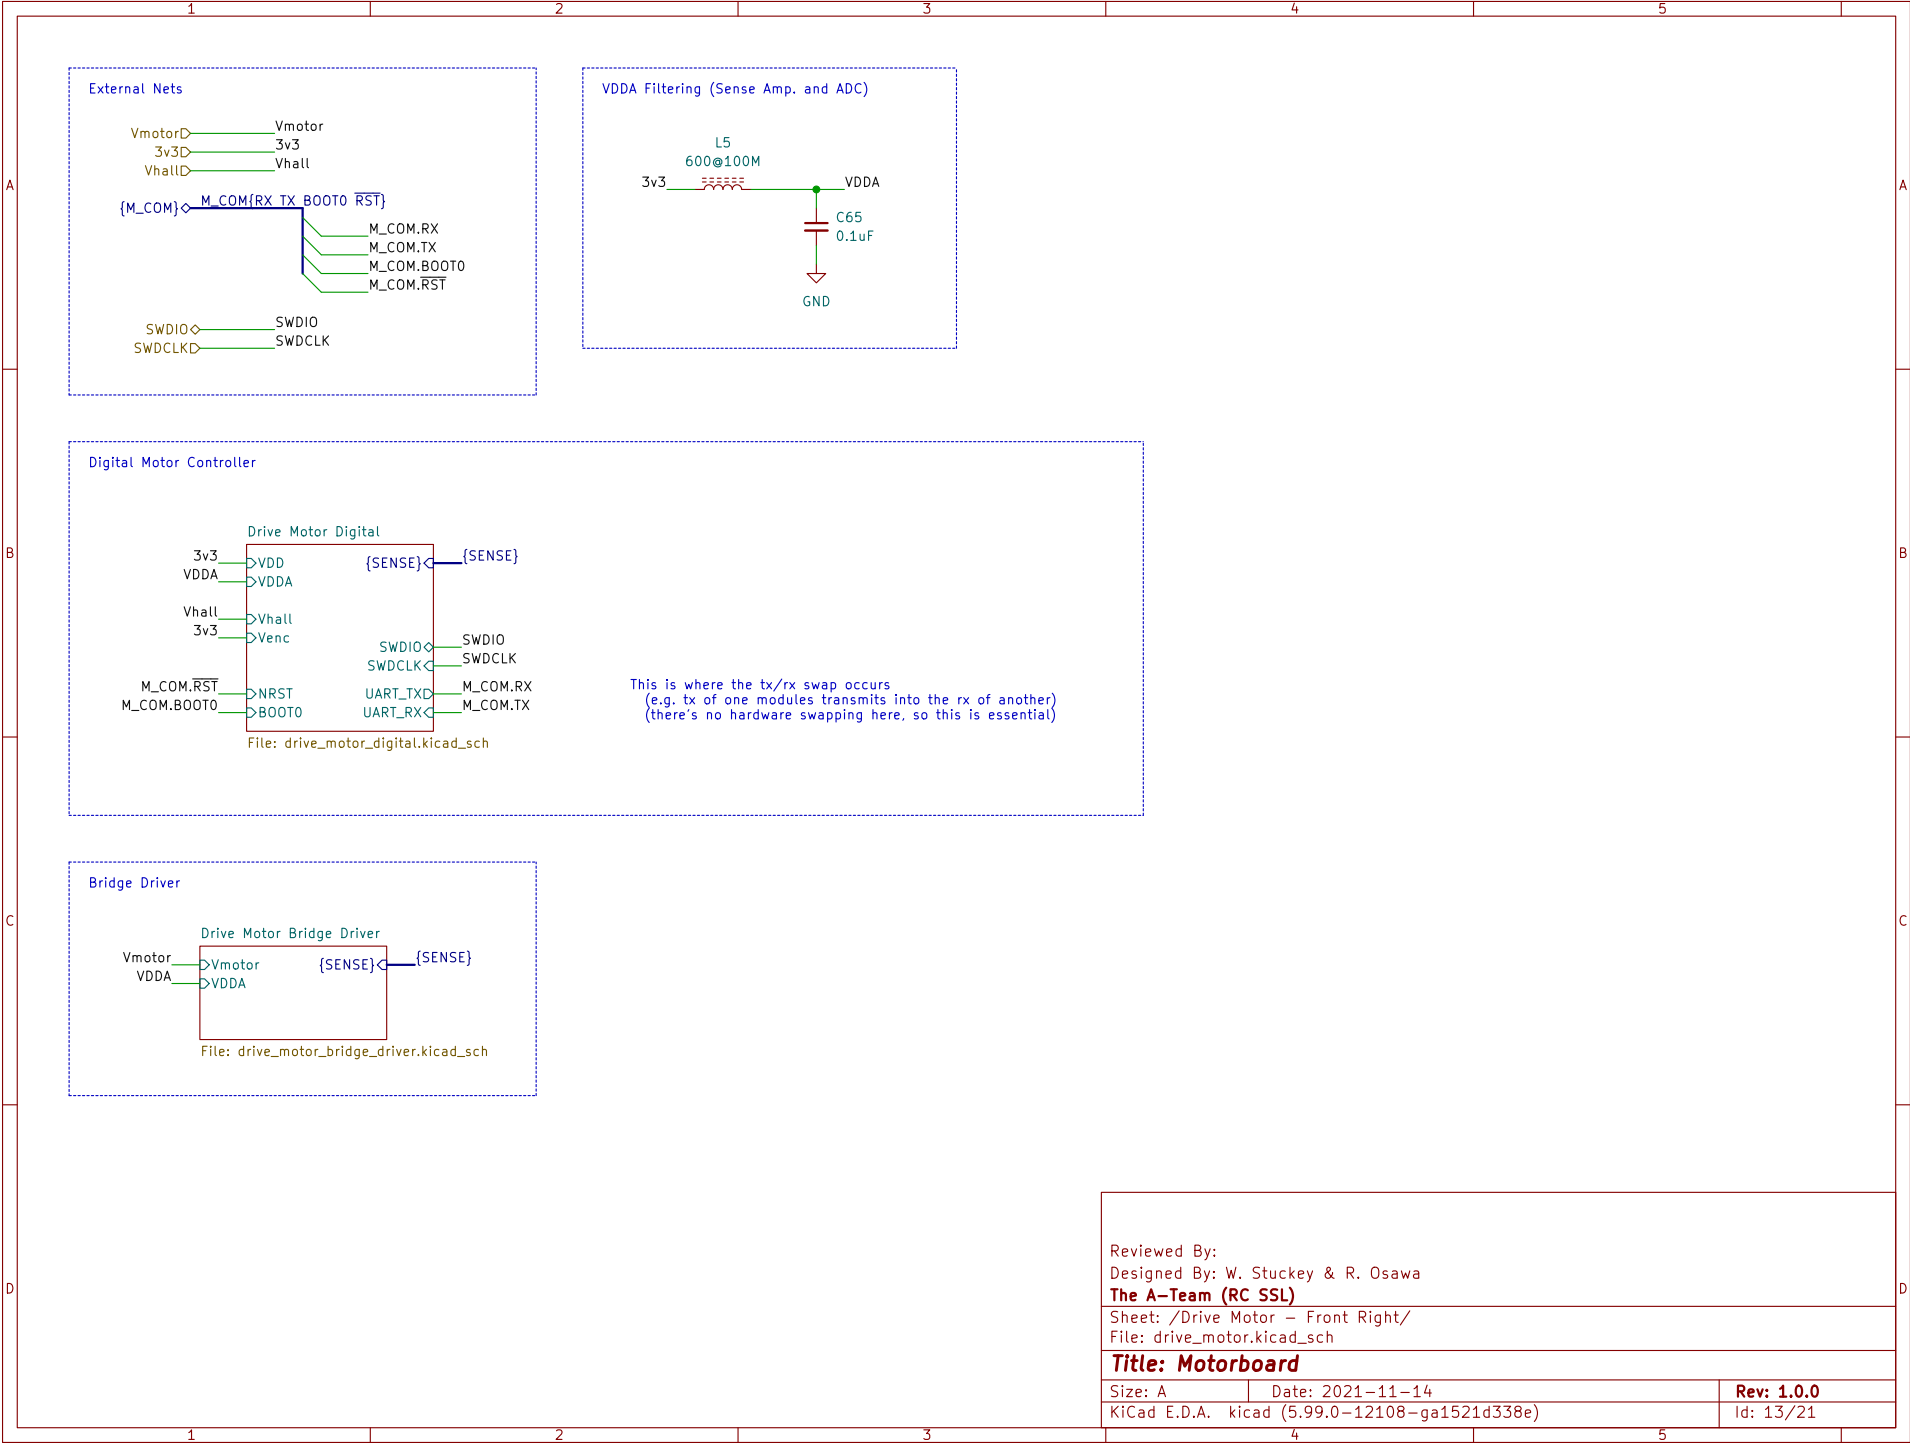 1 2 3 4 5
A
B
C
D
External Nets
Vmotor Vmotor
3v3 3v3
Vhall Vhall
{M_COM} M_COM{RX TX BOOT0 R̅S̅T̅}
M_COM.RX
M_COM.TX
M_COM.BOOT0
M_COM.R̅S̅T̅
SWDIO SWDIO
SWDCLK SWDCLK
VDDA Filtering (Sense Amp. and ADC)
L5
600@100M
3v3 VDDA
C65
0.1uF
GND
Digital Motor Controller
Drive Motor Digital
3v3 VDD {SENSE} {SENSE}
VDDA VDDA
Vhall Vhall
3v3 Venc
SWDIO SWDIO
SWDCLK SWDCLK
M_COM.R̅S̅T̅ NRST UART_TX M_COM.RX
M_COM.BOOT0 BOOT0 UART_RX M_COM.TX
File: drive_motor_digital.kicad_sch
This is where the tx/rx swap occurs
(e.g. tx of one modules transmits into the rx of another)
(there's no hardware swapping here, so this is essential)
Bridge Driver
Drive Motor Bridge Driver
Vmotor Vmotor {SENSE} {SENSE}
VDDA VDDA
File: drive_motor_bridge_driver.kicad_sch
Reviewed By:
Designed By: W. Stuckey & R. Osawa
The A-Team (RC SSL)
Sheet: /Drive Motor - Front Right/
File: drive_motor.kicad_sch
Title: Motorboard
Size: A Date: 2021-11-14 Rev: 1.0.0
KiCad E.D.A. kicad (5.99.0-12108-ga1521d338e) Id: 13/21
A
B
C
D
1 2 3 4 5